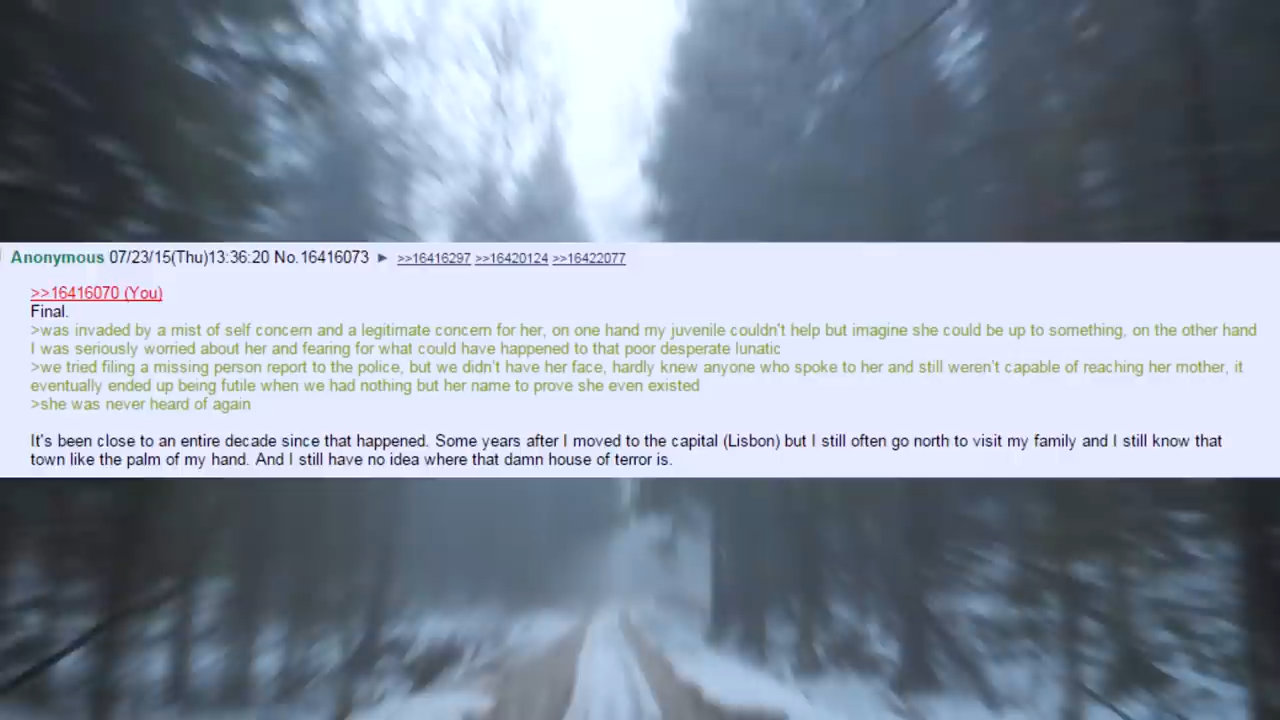 Anonymous 07/23/15(Thu)13:36:20 No.16416073 ▶ >>16416297 >>16420124 >>16422077
>>16416070 (You)
Final.
>was invaded by a mist of self concern and a legitimate concern for her, on one hand my juvenile couldn't help but imagine she could be up to something, on the other hand
I was seriously worried about her and fearing for what could have happened to that poor desperate lunatic
>we tried filing a missing person report to the police, but we didn't have her face, hardly knew anyone who spoke to her and still weren't capable of reaching her mother, it
eventually ended up being futile when we had nothing but her name to prove she even existed
>she was never heard of again
It's been close to an entire decade since that happened. Some years after I moved to the capital (Lisbon) but I still often go north to visit my family and I still know that
town like the palm of my hand. And I still have no idea where that damn house of terror is.